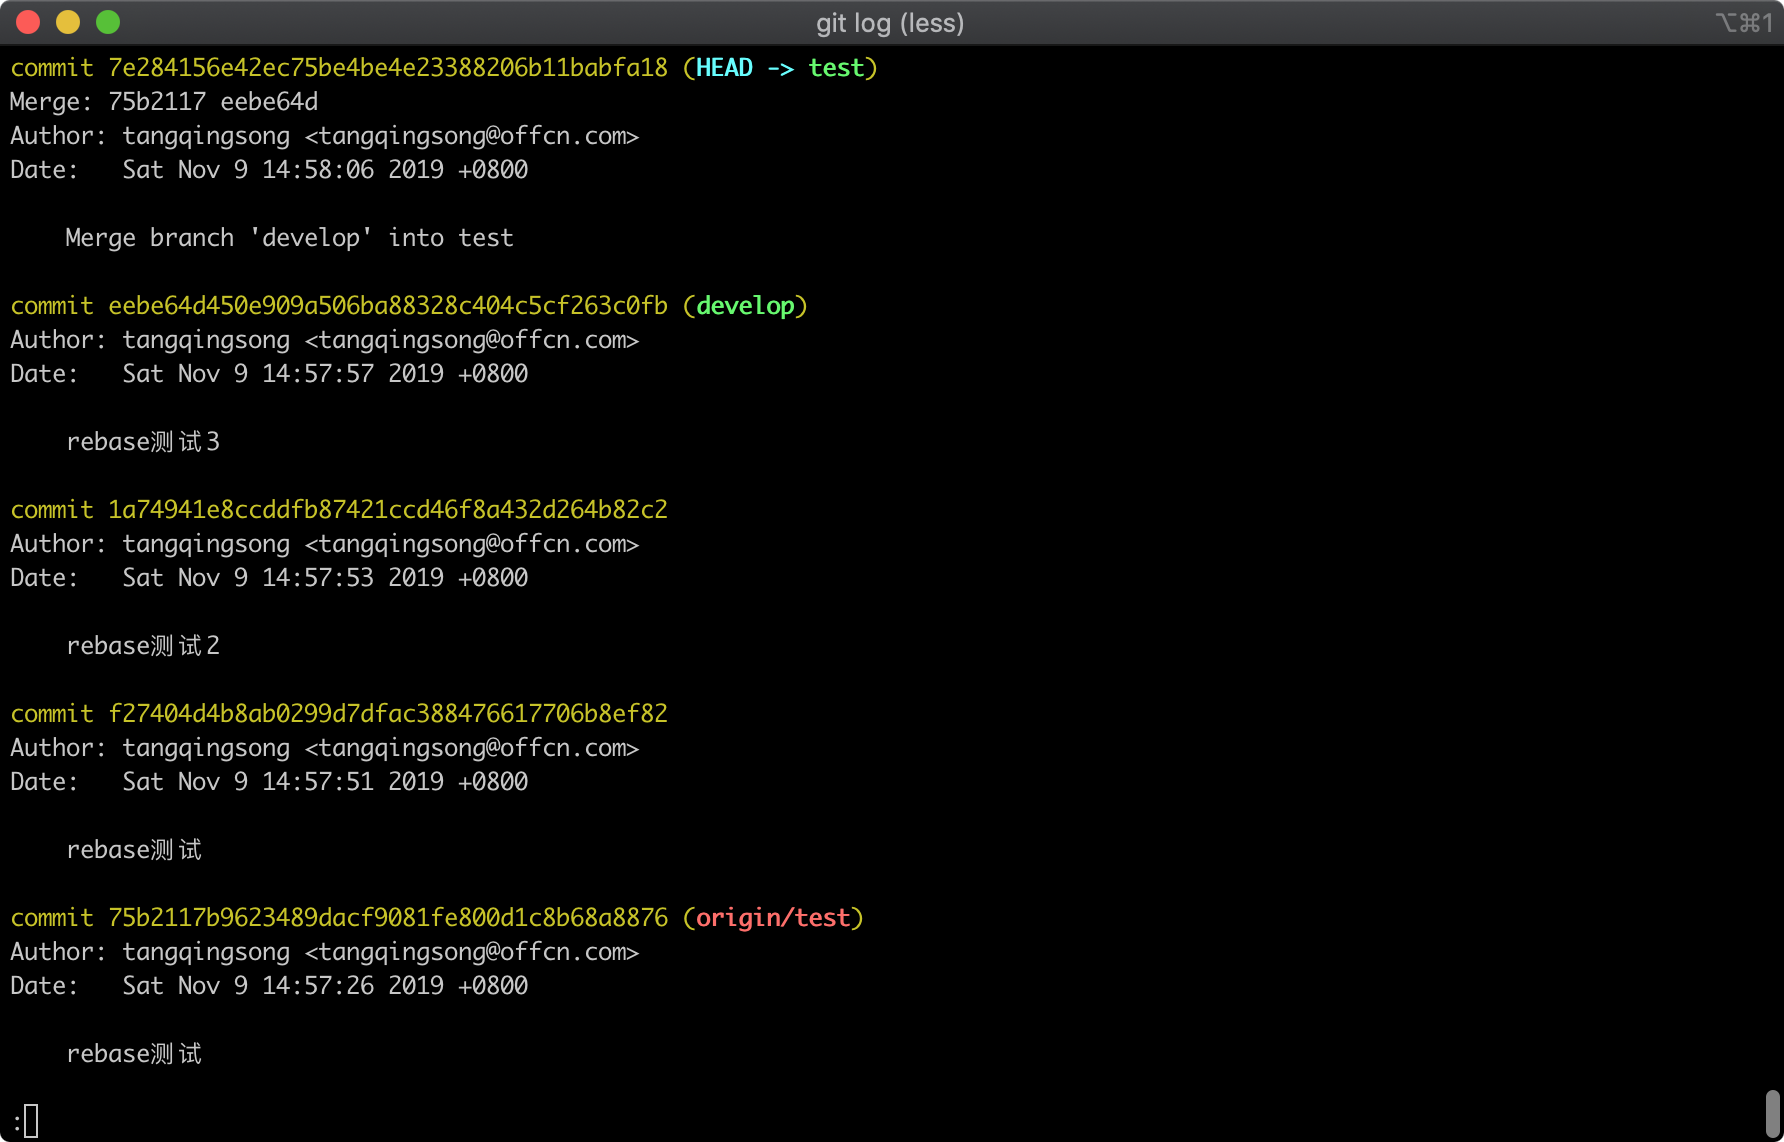 git log (less)
⌥⌘1
commit 7e284156e42ec75be4be4e23388206b11babfa18 (HEAD -> test)
Merge: 75b2117 eebe64d
Author: tangqingsong <tangqingsong@offcn.com>
Date:   Sat Nov 9 14:58:06 2019 +0800
    Merge branch 'develop' into test
commit eebe64d450e909a506ba88328c404c5cf263c0fb (develop)
Author: tangqingsong <tangqingsong@offcn.com>
Date:   Sat Nov 9 14:57:57 2019 +0800
    rebase测试3
commit 1a74941e8ccddfb87421ccd46f8a432d264b82c2
Author: tangqingsong <tangqingsong@offcn.com>
Date:   Sat Nov 9 14:57:53 2019 +0800
    rebase测试2
commit f27404d4b8ab0299d7dfac388476617706b8ef82
Author: tangqingsong <tangqingsong@offcn.com>
Date:   Sat Nov 9 14:57:51 2019 +0800
    rebase测试
commit 75b2117b9623489dacf9081fe800d1c8b68a8876 (origin/test)
Author: tangqingsong <tangqingsong@offcn.com>
Date:   Sat Nov 9 14:57:26 2019 +0800
    rebase测试
: